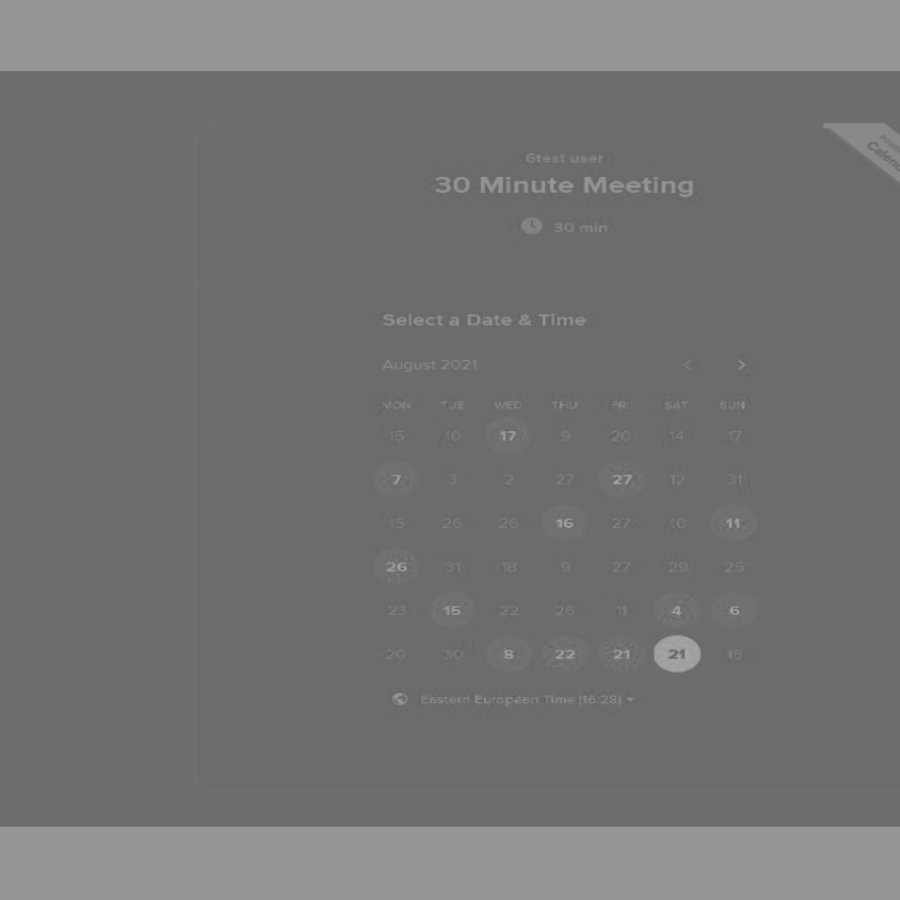 6test user
30 Minute Meeting
30 min
Select a Date & Time
August 2021
MON TUE WED THU FRI SAT SUN
15 10 17 9 20 14 17
7 3 2 27 27 12 31
15 26 26 16 27 10 11
26 31 18 9 27 29 25
23 15 22 26 11 4 6
20 30 8 22 21 21 15
Eastern European Time (16:28)